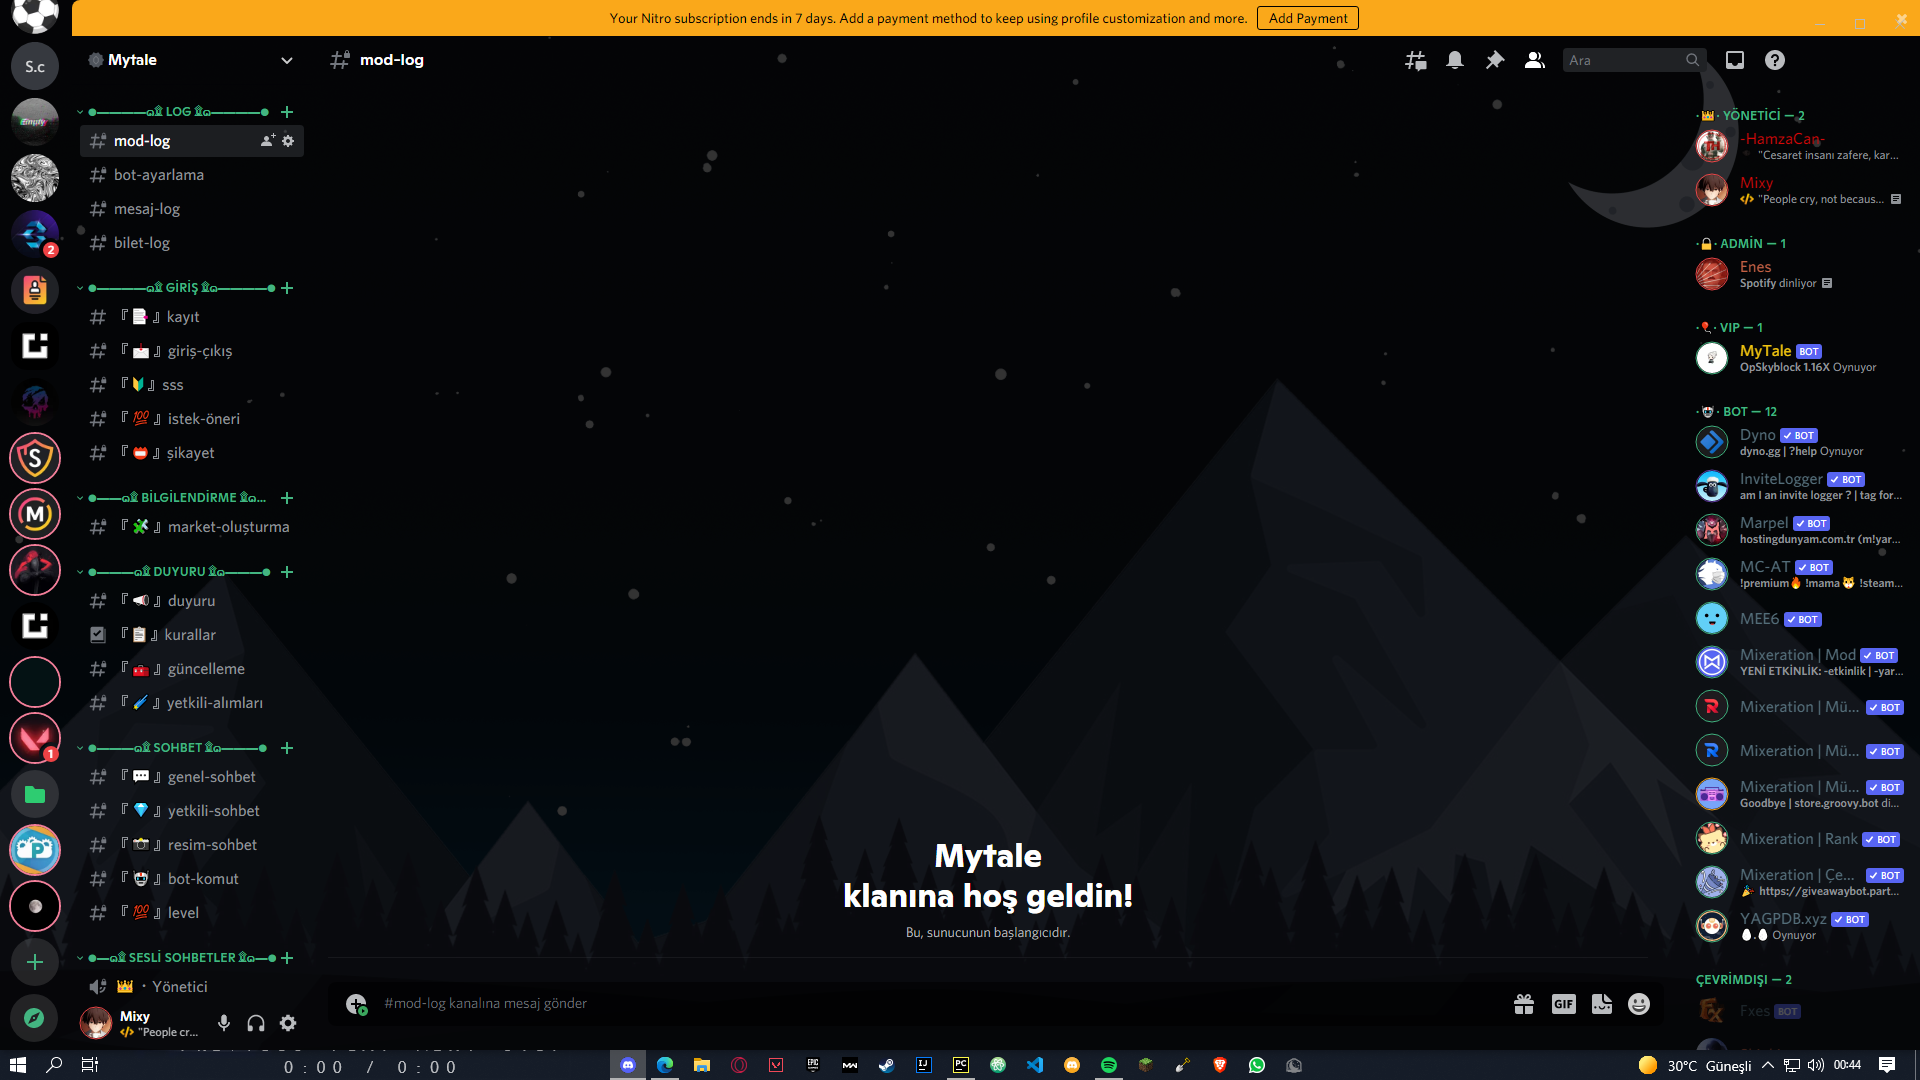 Your Nitro subscription ends in 7 days. Add a payment method to keep using profile customization and more. Add Payment
S.c
Empty
2
1
Mytale
LOG
mod-log
bot-ayarlama
mesaj-log
bilet-log
GİRİŞ
『📑』kayıt
『📩』giriş-çıkış
『🔰』sss
『💯』istek-öneri
『📛』şikayet
BİLGİLENDİRME
『🧩』market-oluşturma
DUYURU
『📢』duyuru
『📋』kurallar
『🧰』güncelleme
『🖌️』yetkili-alımları
SOHBET
『💬』genel-sohbet
『💎』yetkili-sohbet
『📷』resim-sohbet
『🤖』bot-komut
『💯』level
SESLİ SOHBETLER
👑・Yönetici
Mixy
"People cr...
mod-log
Ara
Mytale
klanına hoş geldin!
Bu, sunucunun başlangıcıdır.
#mod-log kanalına mesaj gönder
GIF
·👑· YÖNETİCİ — 2
-HamzaCan-
"Cesaret insanı zafere, kar...
Mixy
"People cry, not becaus...
·🔒· ADMİN — 1
Enes
Spotify dinliyor
·🎈· VIP — 1
MyTale BOT
OpSkyblock 1.16X Oynuyor
·🤖· BOT — 12
Dyno ✓ BOT
dyno.gg | ?help Oynuyor
InviteLogger ✓ BOT
am I an invite logger ? | tag for...
Marpel ✓ BOT
hostingdunyam.com.tr (m!yar...
MC-AT ✓ BOT
!premium🔥 !mama🐱 !steam...
MEE6 ✓ BOT
Mixeration | Mod ✓ BOT
YENİ ETKİNLİK: -etkinlik | -yar...
Mixeration | Mü... ✓ BOT
Mixeration | Mü... ✓ BOT
Mixeration | Mü... ✓ BOT
Goodbye | store.groovy.bot di...
Mixeration | Rank ✓ BOT
Mixeration | Çe... ✓ BOT
🎉 https://giveawaybot.part...
YAGPDB.xyz ✓ BOT
🥚.🥚 Oynuyor
ÇEVRİMDIŞI — 2
Fxes BOT
0:00 / 0:00
30°C Güneşli
00:44